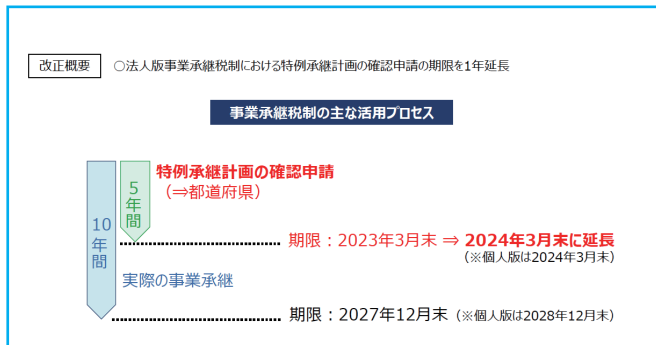 改正概要 ○法人版事業承継税制における特例承継計画の確認申請の期限を1年延長
事業承継税制の主な活用プロセス
特例承継計画の確認申請
（⇒都道府県）
5年間
10年間
期限：2023年3月末 ⇒ 2024年3月末に延長
（※個人版は2024年3月末）
実際の事業承継
期限：2027年12月末（※個人版は2028年12月末）